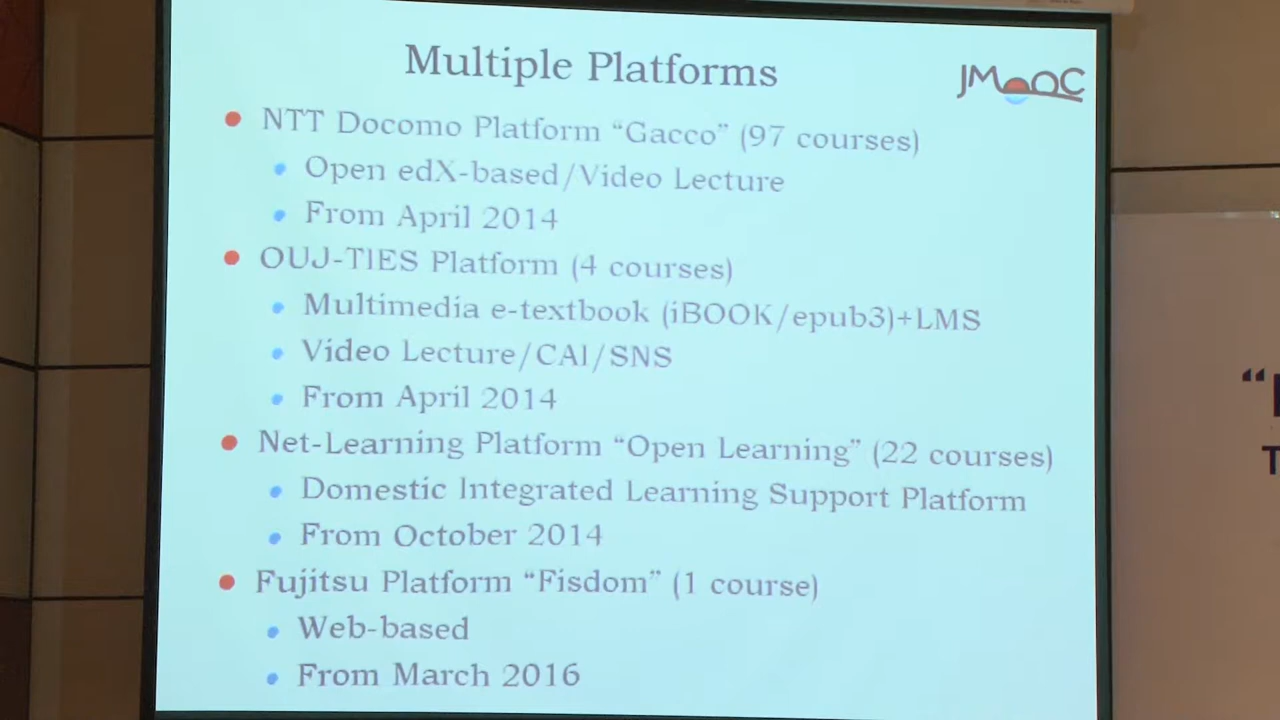 Multiple Platforms
JMOOC
NTT Docomo Platform “Gacco” (97 courses)
Open edX-based/Video Lecture
From April 2014
OUJ-TIES Platform (4 courses)
Multimedia e-textbook (iBOOK/epub3)+LMS
Video Lecture/CAI/SNS
From April 2014
Net-Learning Platform “Open Learning” (22 courses)
Domestic Integrated Learning Support Platform
From October 2014
Fujitsu Platform “Fisdom” (1 course)
Web-based
From March 2016